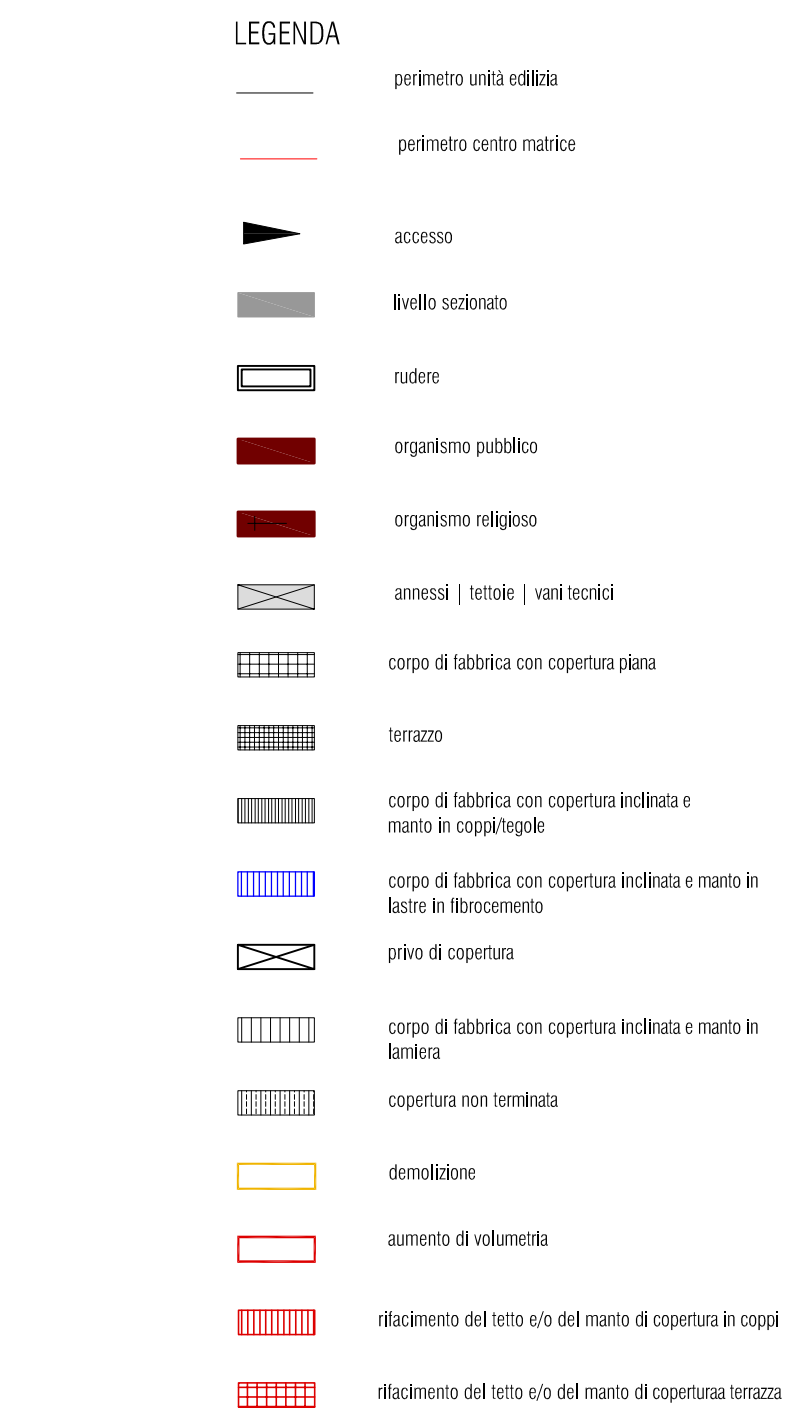 LEGENDA
perimetro unità edilizia
perimetro centro matrice
accesso
livello sezionato
rudere
organismo pubblico
organismo religioso
annessi | tettoie | vani tecnici
corpo di fabbrica con copertura piana
terrazzo
corpo di fabbrica con copertura inclinata e
manto in coppi/tegole
corpo di fabbrica con copertura inclinata e manto in
lastre in fibrocemento
privo di copertura
corpo di fabbrica con copertura inclinata e manto in
lamiera
copertura non terminata
demolizione
aumento di volumetria
rifacimento del tetto e/o del manto di copertura in coppi
rifacimento del tetto e/o del manto di coperturaa terrazza